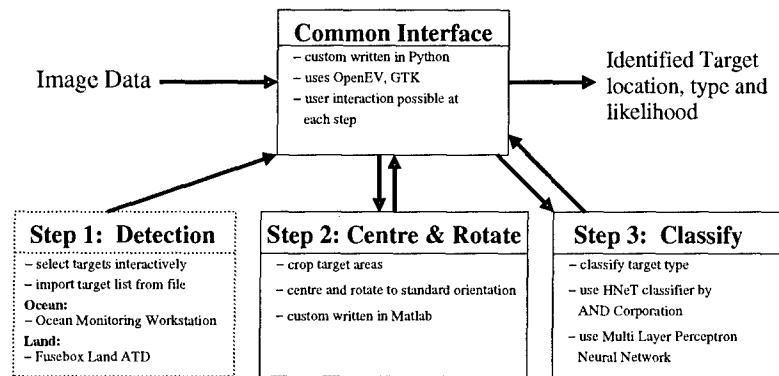 Common Interface
– custom written in Python
– uses OpenEV, GTK
– user interaction possible at
each step
Image Data
Identified Target
location, type and
likelihood
Step 1: Detection
– select targets interactively
– import target list from file
Ocean:
– Ocean Monitoring Workstation
Land:
– Fusebox Land ATD
Step 2: Centre & Rotate
– crop target areas
– centre and rotate to standard orientation
– custom written in Matlab
Step 3: Classify
– classify target type
– use HNeT classifier by
AND Corporation
– use Multi Layer Perceptron
Neural Network